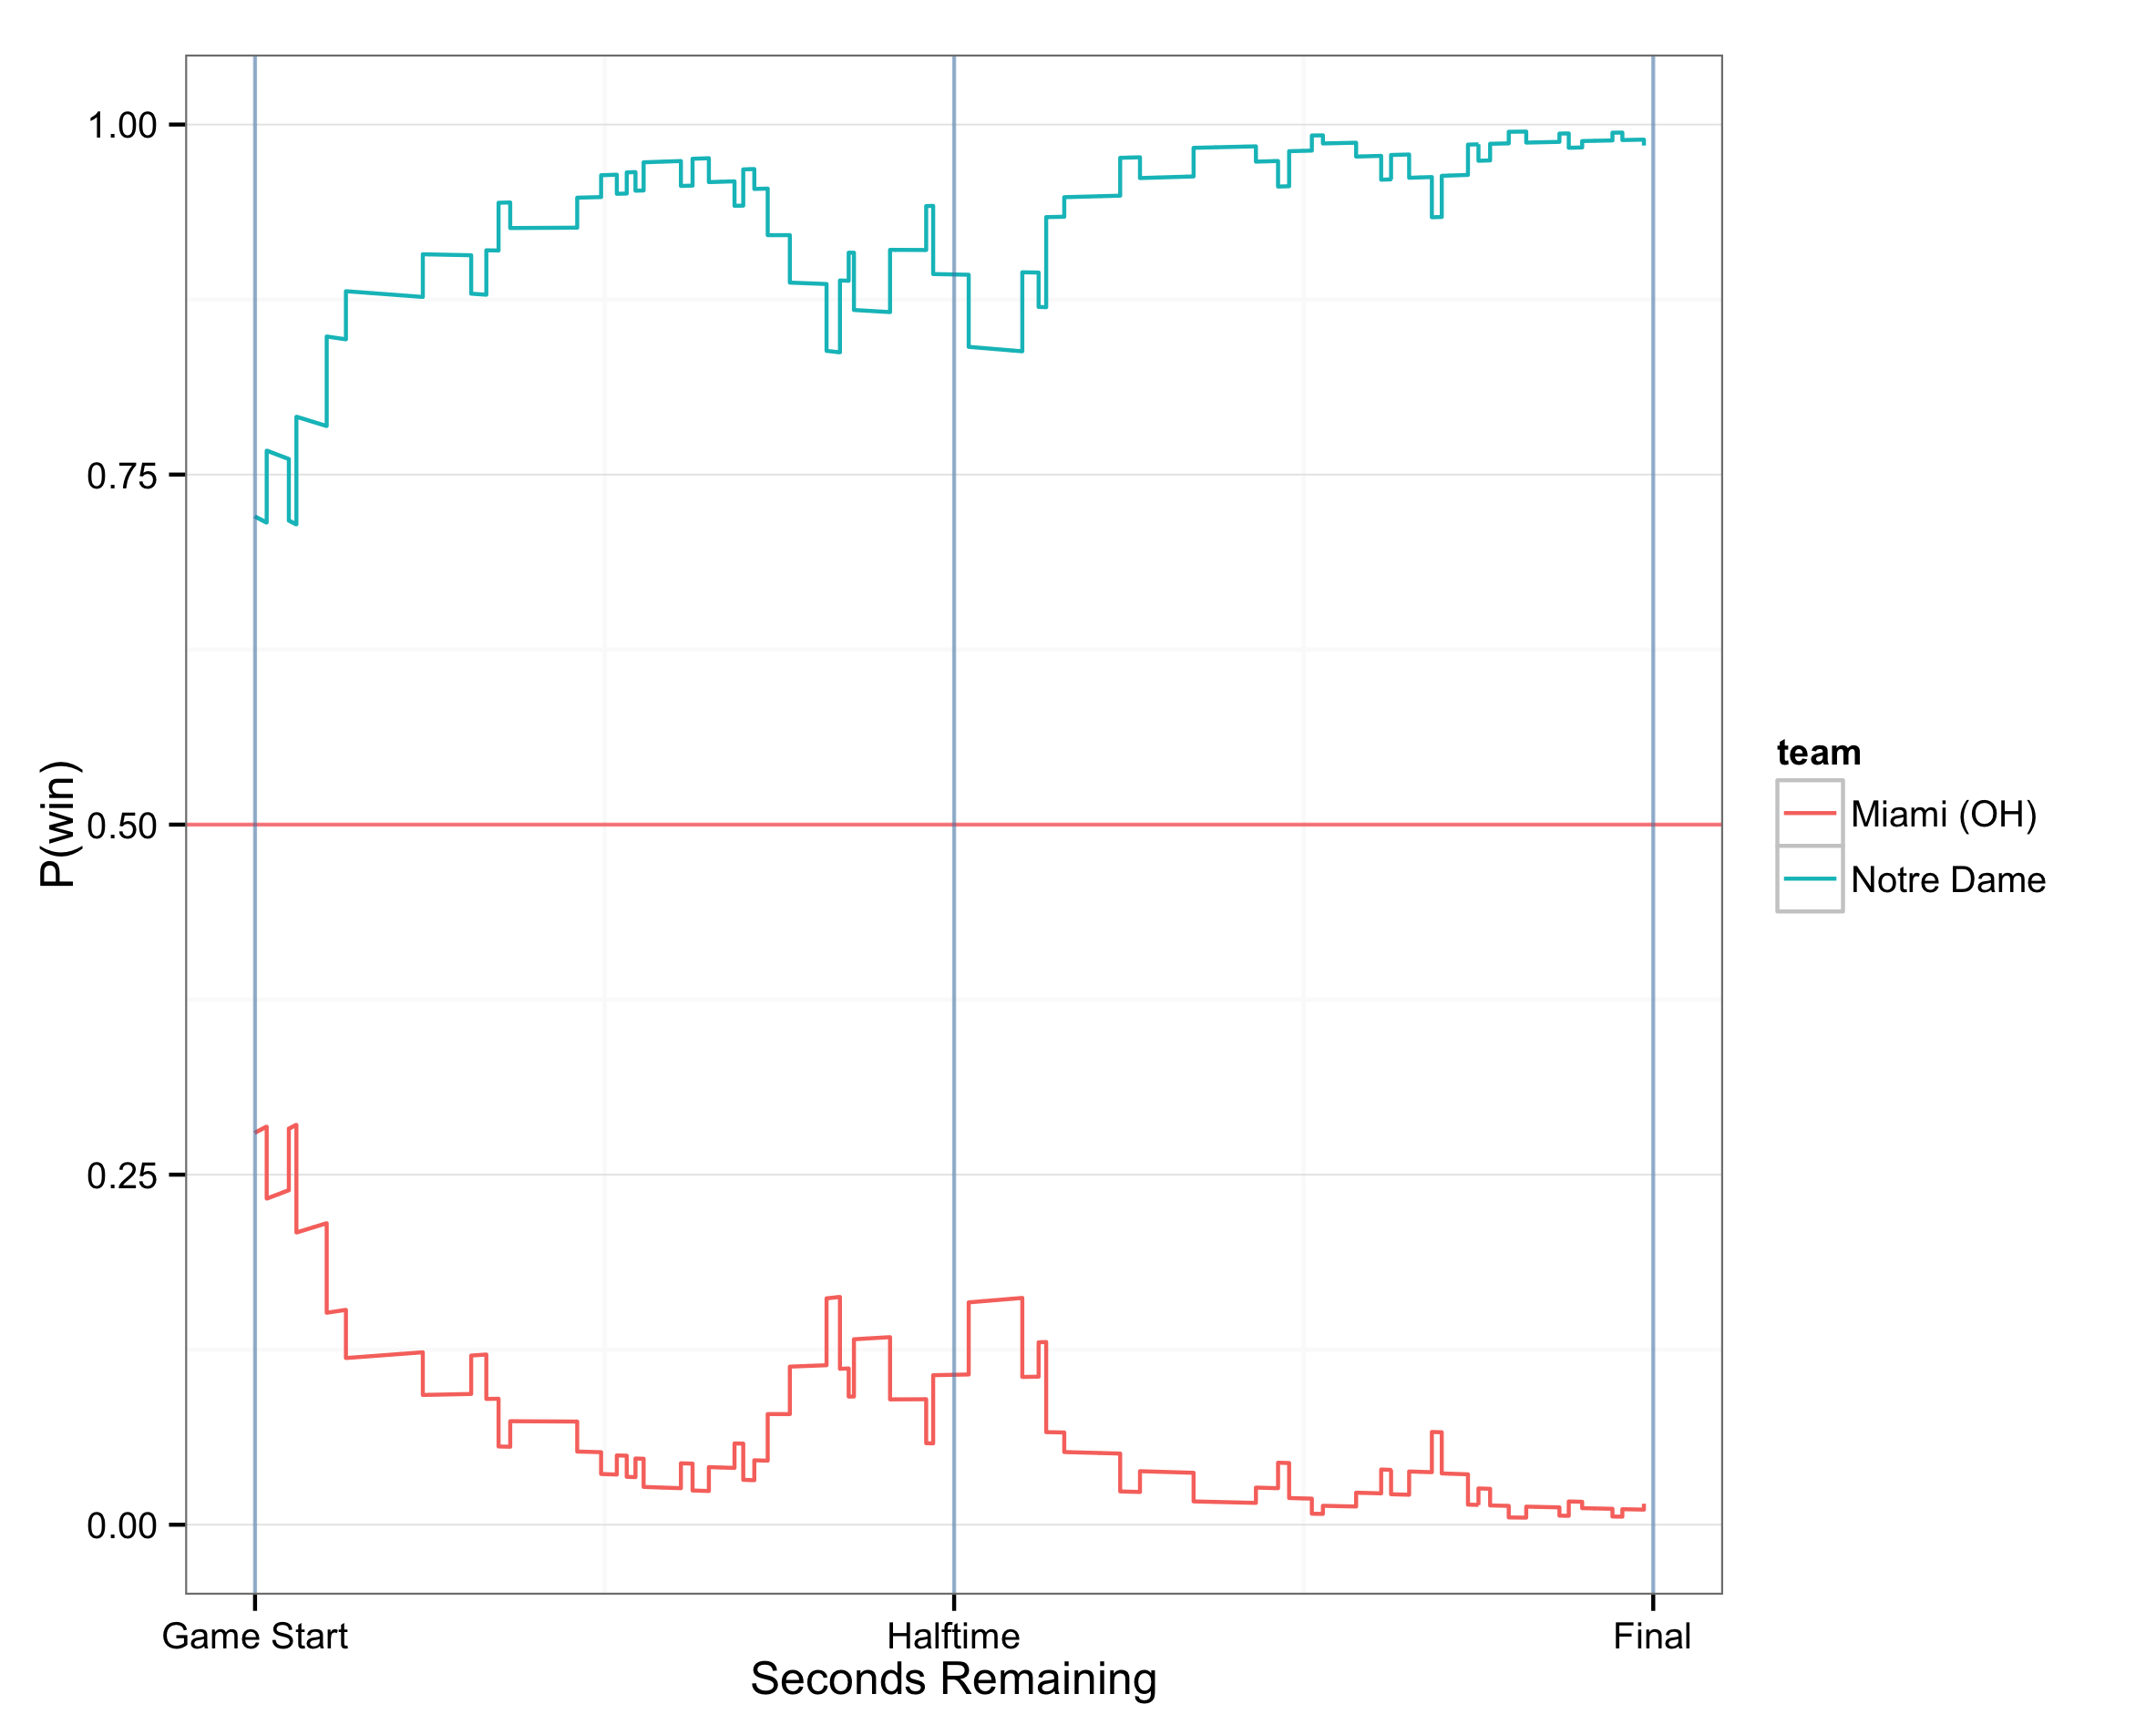 1.00
0.75
0.50
0.25
0.00
P(win)
Game Start
Halftime
Final
Seconds Remaining
team
Miami (OH)
Notre Dame